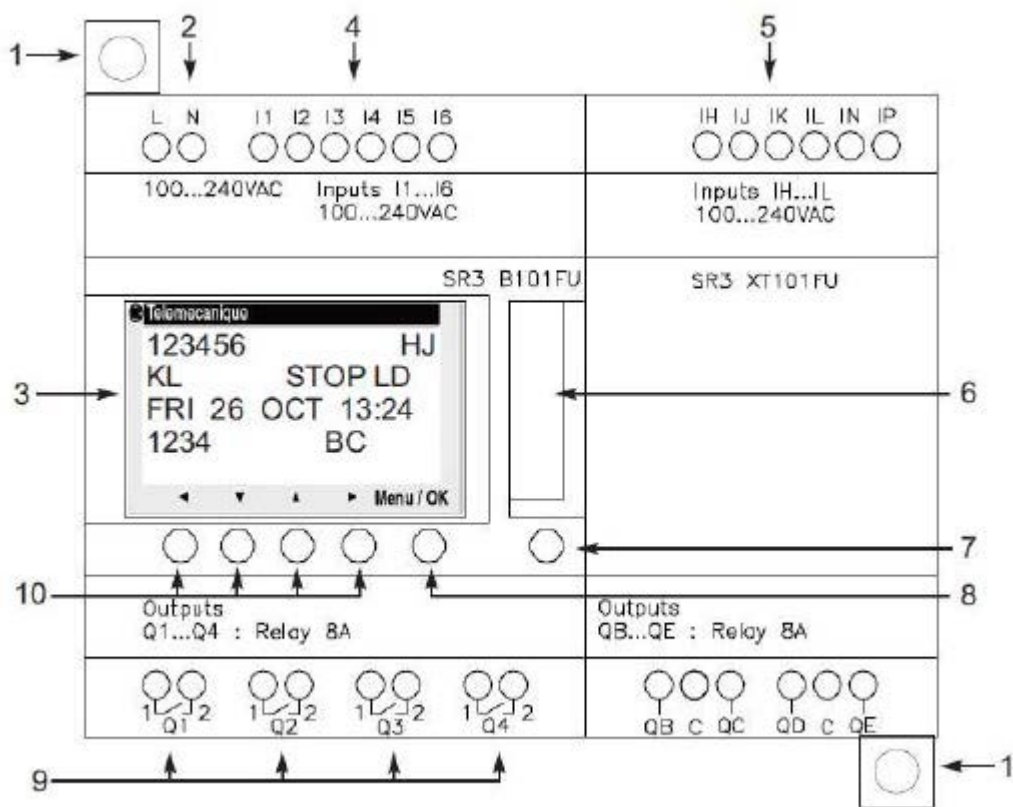 2 4 5
1
L N I1 I2 I3 I4 I5 I6 IH IJ IK IL IN IP
100...240VAC Inputs I1...I6 Inputs IH...IL
100...240VAC 100...240VAC
SR3 B101FU SR3 XT101FU
Telemecanique
123456 HJ
KL STOP LD
3 6
FRI 26 OCT 13:24
1234 BC
Menu / OK
7
10 8
Outputs Outputs
Q1...Q4 : Relay 8A QB...QE : Relay 8A
1 2 1 2 1 2 1 2
Q1 Q2 Q3 Q4 QB C QC QD C QE
9 1